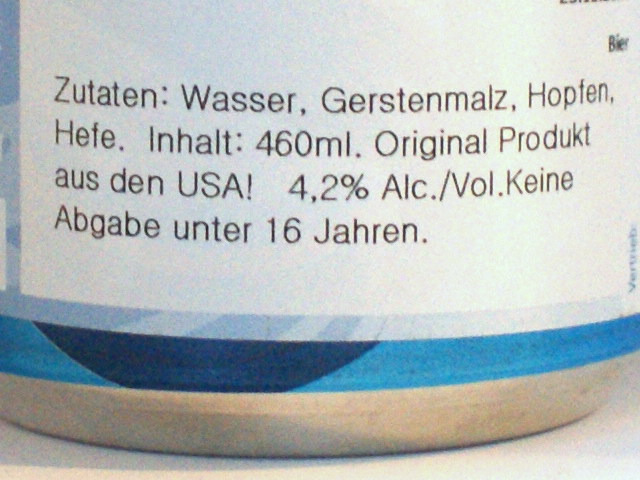 Bier
Zutaten: Wasser, Gerstenmalz, Hopfen,
Hefe. Inhalt: 460ml. Original Produkt
aus den USA! 4,2% Alc./Vol.Keine
Abgabe unter 16 Jahren.
Vertrieb: